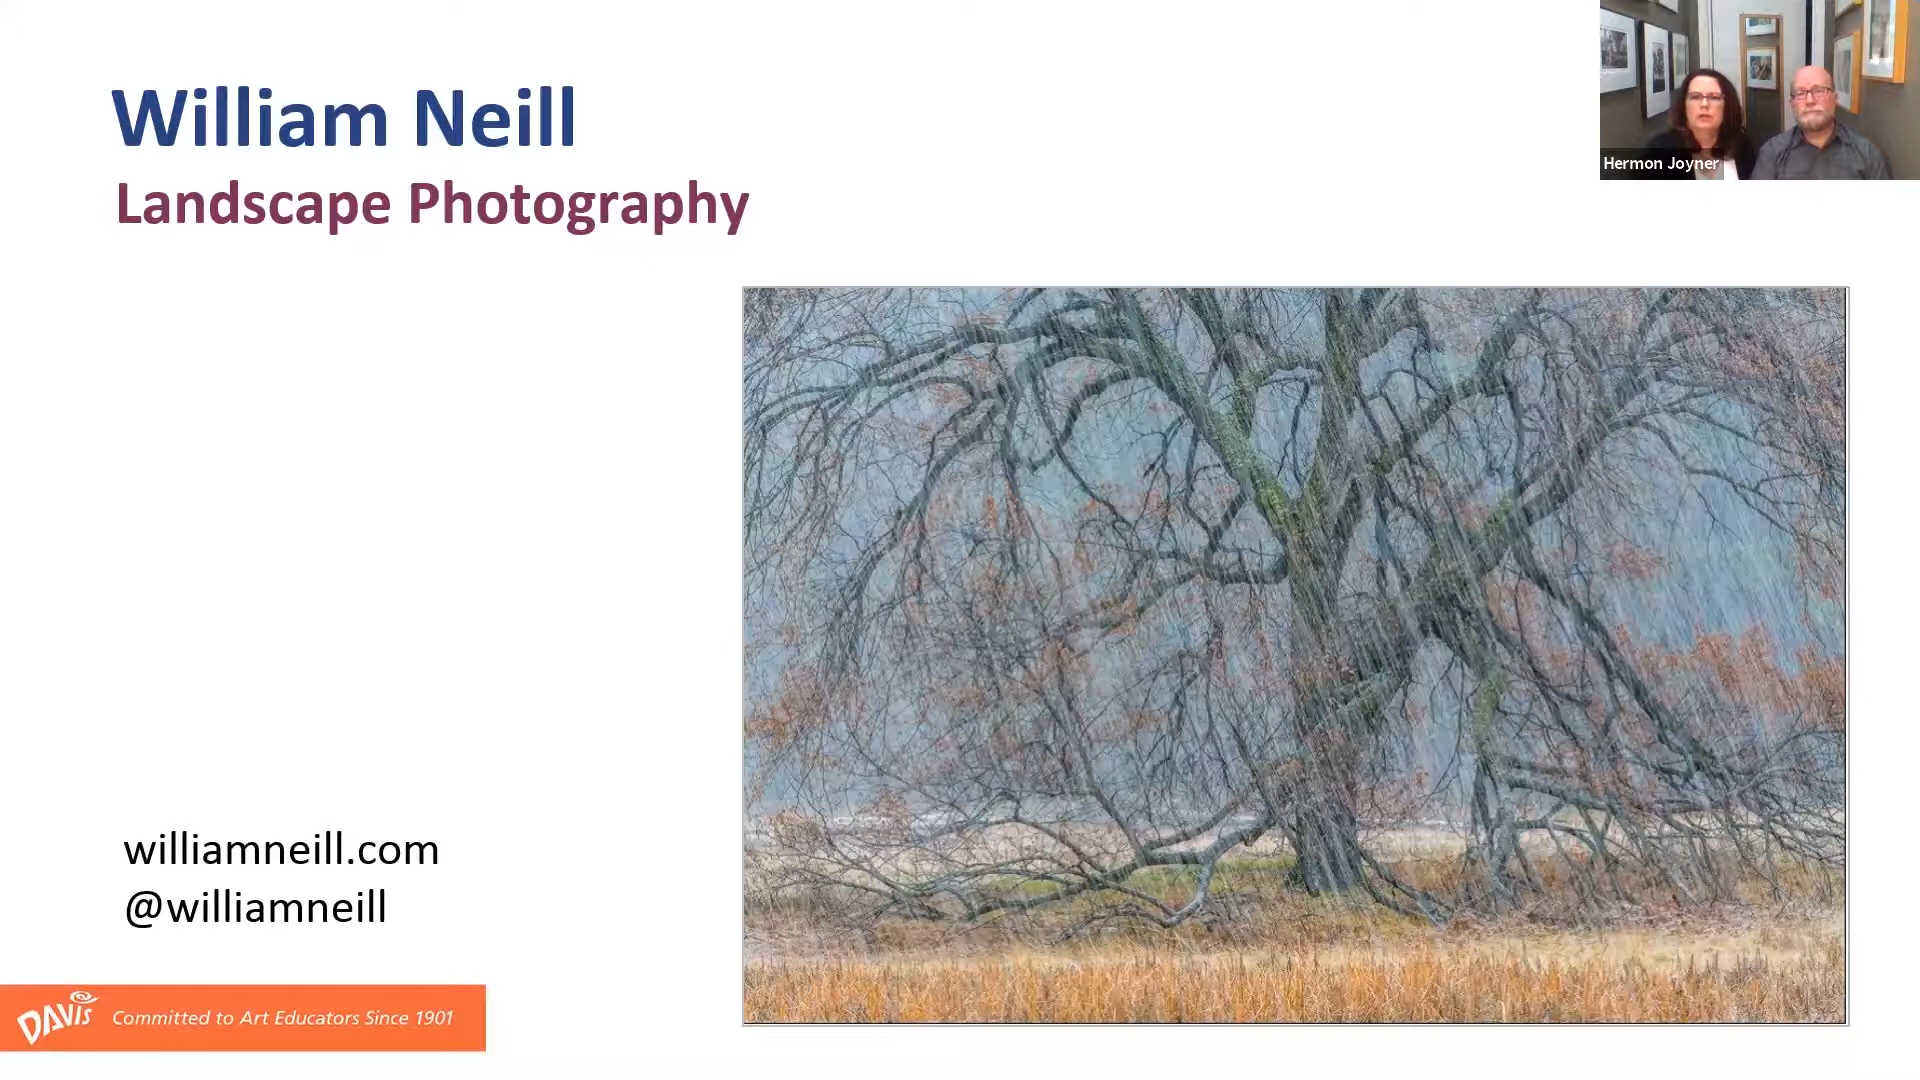 William Neill
Landscape Photography
Hermon Joyner
williamneill.com
@williamneill
DAVIS Committed to Art Educators Since 1901